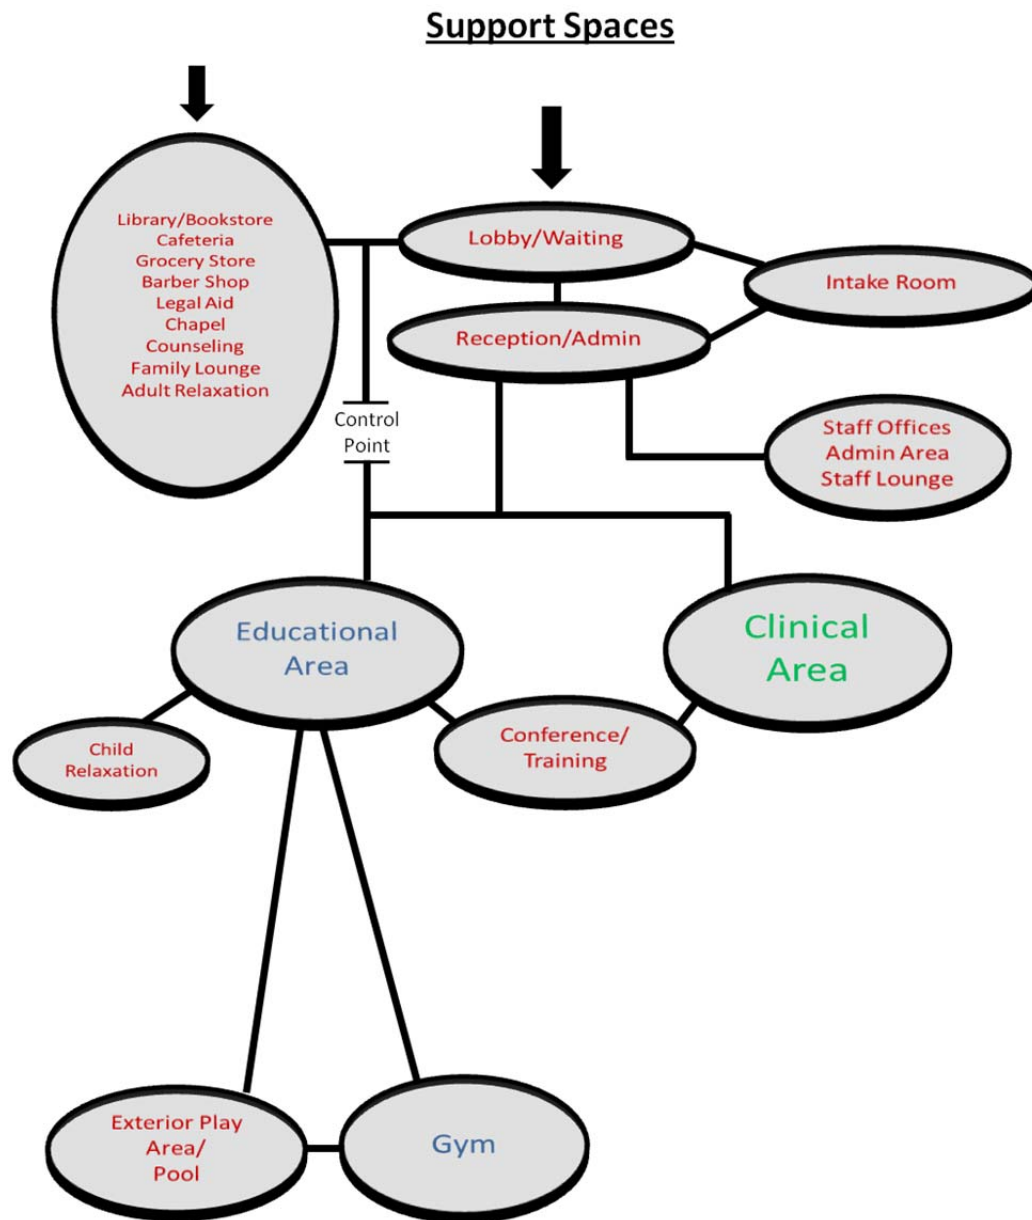 Support Spaces
Library/Bookstore
Cafeteria
Grocery Store
Barber Shop
Legal Aid
Chapel
Counseling
Family Lounge
Adult Relaxation
Lobby/Waiting
Intake Room
Reception/Admin
Control
Point
Staff Offices
Admin Area
Staff Lounge
Educational
Area
Clinical
Area
Child
Relaxation
Conference/
Training
Exterior Play
Area/
Pool
Gym